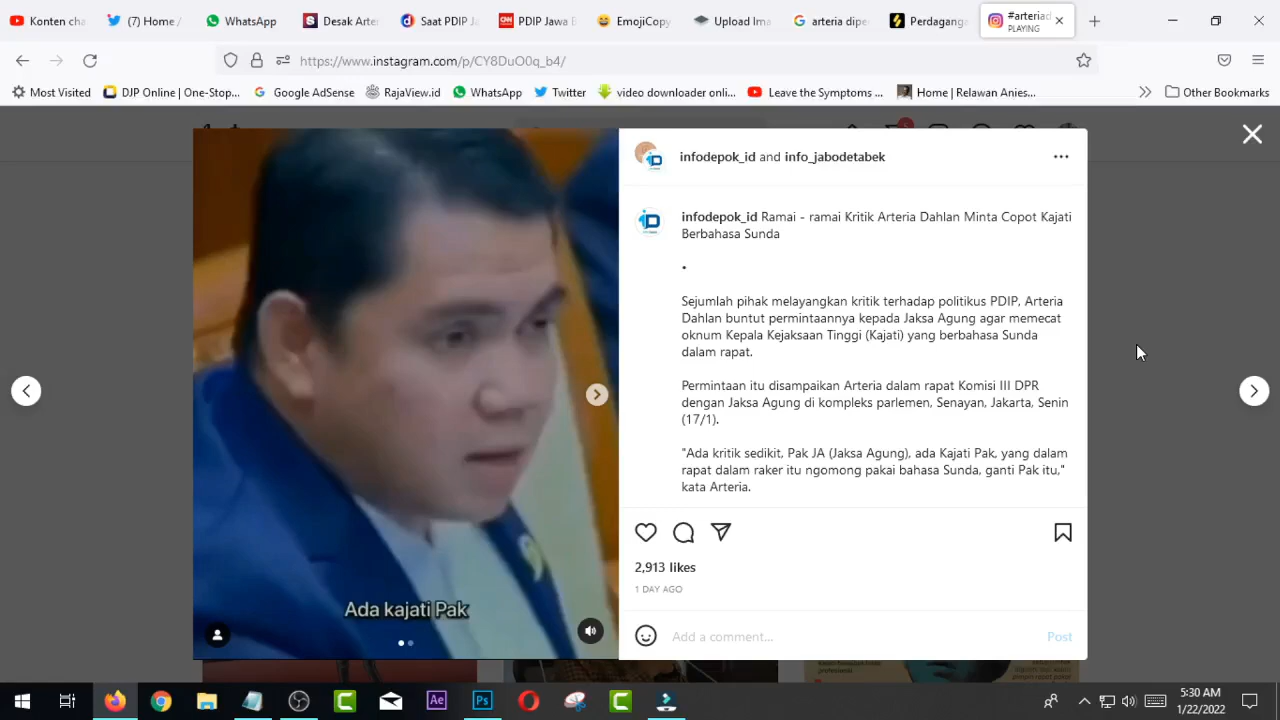 Konten cha
(7) Home /
WhatsApp
Desak Arter
Saat PDIP J
PDIP Jawa B
EmojiCopy
Upload Ima
arteria dipe
Perdagang
#arteriad
PLAYING
https://www.instagram.com/p/CY8DuO0q_b4/
Most Visited
DJP Online | One-Stop...
Google AdSense
RajaView.id
WhatsApp
Twitter
video downloader onli...
Leave the Symptoms ...
Home | Relawan Anies...
Other Bookmarks
infodepok_id and info_jabodetabek
infodepok_id Ramai - ramai Kritik Arteria Dahlan Minta Copot Kajati
Berbahasa Sunda
•
Sejumlah pihak melayangkan kritik terhadap politikus PDIP, Arteria
Dahlan buntut permintaannya kepada Jaksa Agung agar memecat
oknum Kepala Kejaksaan Tinggi (Kajati) yang berbahasa Sunda
dalam rapat.
Permintaan itu disampaikan Arteria dalam rapat Komisi III DPR
dengan Jaksa Agung di kompleks parlemen, Senayan, Jakarta, Senin
(17/1).
"Ada kritik sedikit, Pak JA (Jaksa Agung), ada Kajati Pak, yang dalam
rapat dalam raker itu ngomong pakai bahasa Sunda, ganti Pak itu,"
kata Arteria.
2,913 likes
1 DAY AGO
Add a comment...
Post
Ada kajati Pak
5:30 AM
1/22/2022